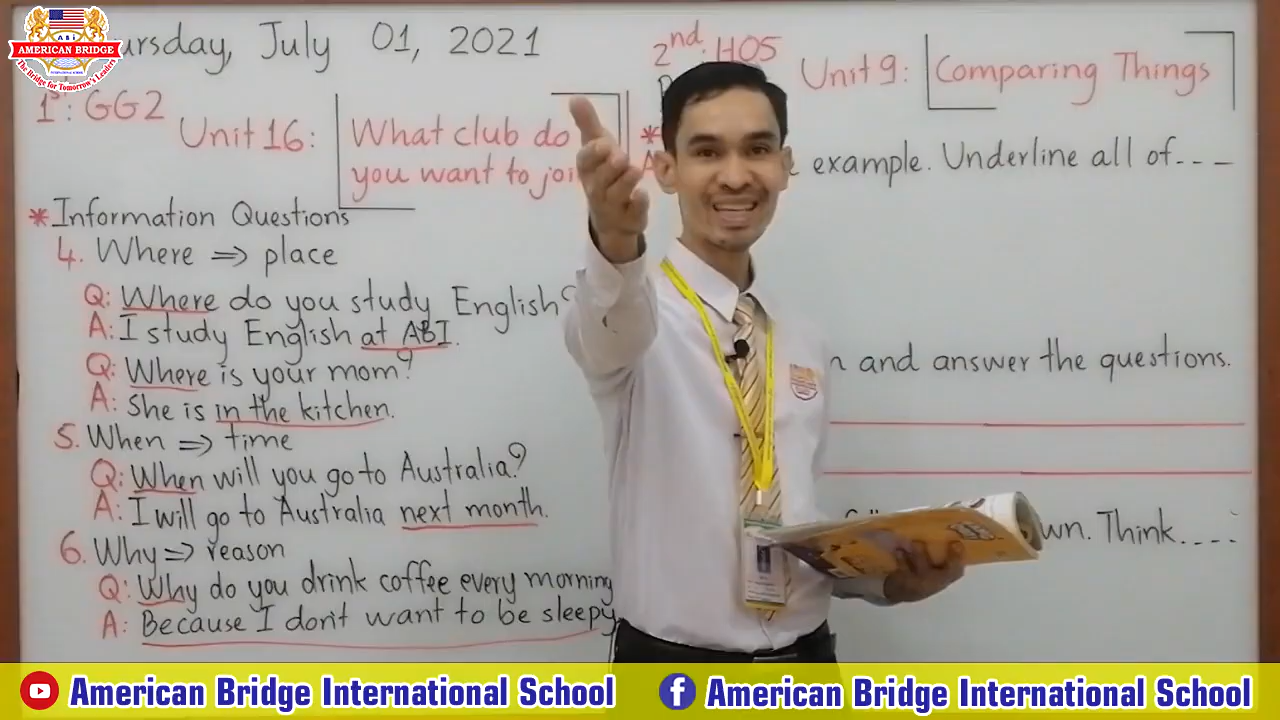 AMERICAN BRIDGE
INTERNATIONAL SCHOOL
The Bridge for Tomorrow's Leaders
July 01, 2021
1st: GG2
Unit 16:
What club do
you want to
*Information Questions
4. Where => place
Q: Where do you study English?
A: I study English at ABI.
Q: Where is your mom?
A: She is in the kitchen.
5. When => time
Q: When will you go to Australia?
A: I will go to Australia next month.
6. Why => reason
Q: Why do you drink coffee every morning
A: Because I don't want to be sleepy
2nd: HO5
Unit 9:
Comparing Things
*
example. Underline all of---
and answer the questions.
Think....
American Bridge International School
American Bridge International School